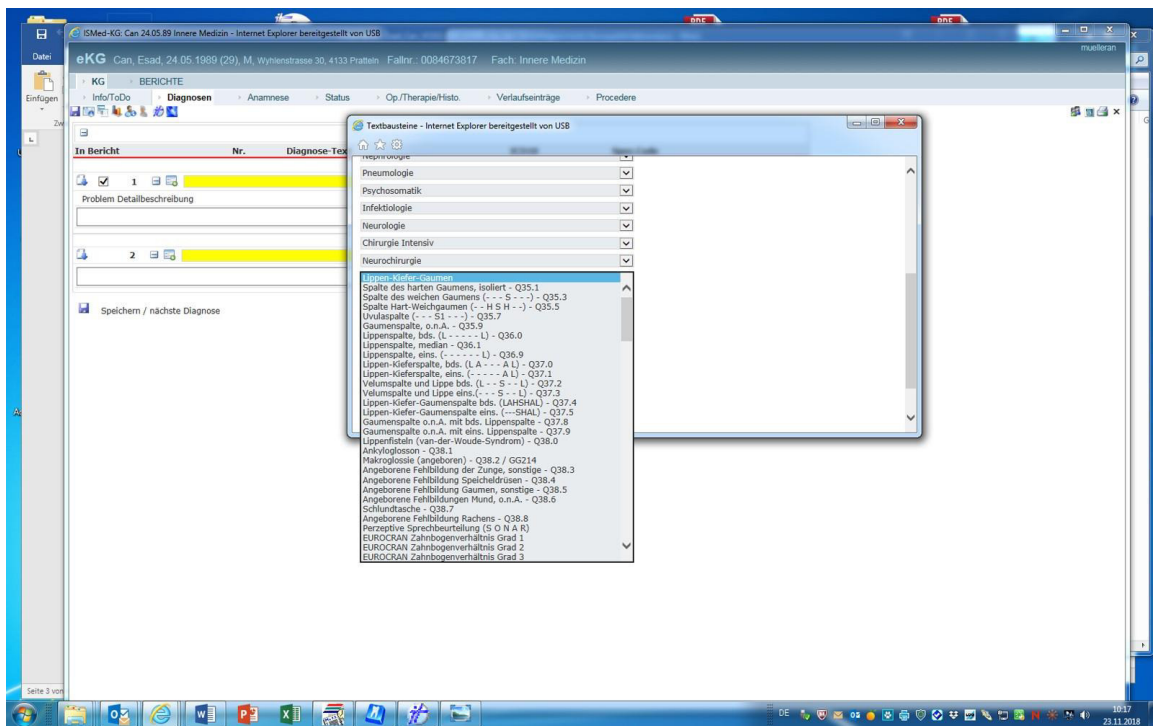 PDF
PDF
ISMed-KG: Can 24.05.89 Innere Medizin - Internet Explorer bereitgestellt von USB
muelleran
Datei
eKG Can, Esad, 24.05.1989 (29), M, Wyhlenstrasse 30, 4133 Pratteln Fallnr.: 0084673817 Fach: Innere Medizin
KG BERICHTE
Einfügen
Info/ToDo Diagnosen Anamnese Status Op./Therapie/Histo. Verlaufseinträge Procedere
Zw
Textbausteine - Internet Explorer bereitgestellt von USB
In Bericht Nr. Diagnose-Tex
Nephrologie
Pneumologie
1
Psychosomatik
Problem Detailbeschreibung
Infektiologie
Neurologie
Chirurgie Intensiv
2
Neurochirurgie
Lippen-Kiefer-Gaumen
Spalte des harten Gaumens, isoliert - Q35.1
Spalte des weichen Gaumens (- - - S - - -) - Q35.3
Spalte Hart-Weichgaumen (- - H S H - -) - Q35.5
Speichern / nächste Diagnose
Uvulaspalte (- - - S1 - - -) - Q35.7
Gaumenspalte, o.n.A. - Q35.9
Lippenspalte, bds. (L - - - - - L) - Q36.0
Lippenspalte, median - Q36.1
Lippenspalte, eins. (- - - - - - L) - Q36.9
Lippen-Kieferspalte, bds. (L A - - - A L) - Q37.0
Lippen-Kieferspalte, eins. (- - - - - A L) - Q37.1
Velumspalte und Lippe bds. (L - - S - - L) - Q37.2
Velumspalte und Lippe eins.(- - - S - - L) - Q37.3
Lippen-Kiefer-Gaumenspalte bds. (LAHSHAL) - Q37.4
Lippen-Kiefer-Gaumenspalte eins. (---SHAL) - Q37.5
Gaumenspalte o.n.A. mit bds. Lippenspalte - Q37.8
Gaumenspalte o.n.A. mit eins. Lippenspalte - Q37.9
Lippenfisteln (van-der-Woude-Syndrom) - Q38.0
Ankyloglosson - Q38.1
Makroglossie (angeboren) - Q38.2 / GG214
Angeborene Fehlbildung der Zunge, sonstige - Q38.3
Angeborene Fehlbildung Speicheldrüsen - Q38.4
Angeborene Fehlbildung Gaumen, sonstige - Q38.5
Angeborene Fehlbildungen Mund, o.n.A. - Q38.6
Schlundtasche - Q38.7
Angeborene Fehlbildung Rachens - Q38.8
Perzeptive Sprechbeurteilung (S O N A R)
EUROCRAN Zahnbogenverhältnis Grad 1
EUROCRAN Zahnbogenverhältnis Grad 2
EUROCRAN Zahnbogenverhältnis Grad 3
Seite 3 von
DE
10:17
23.11.2018